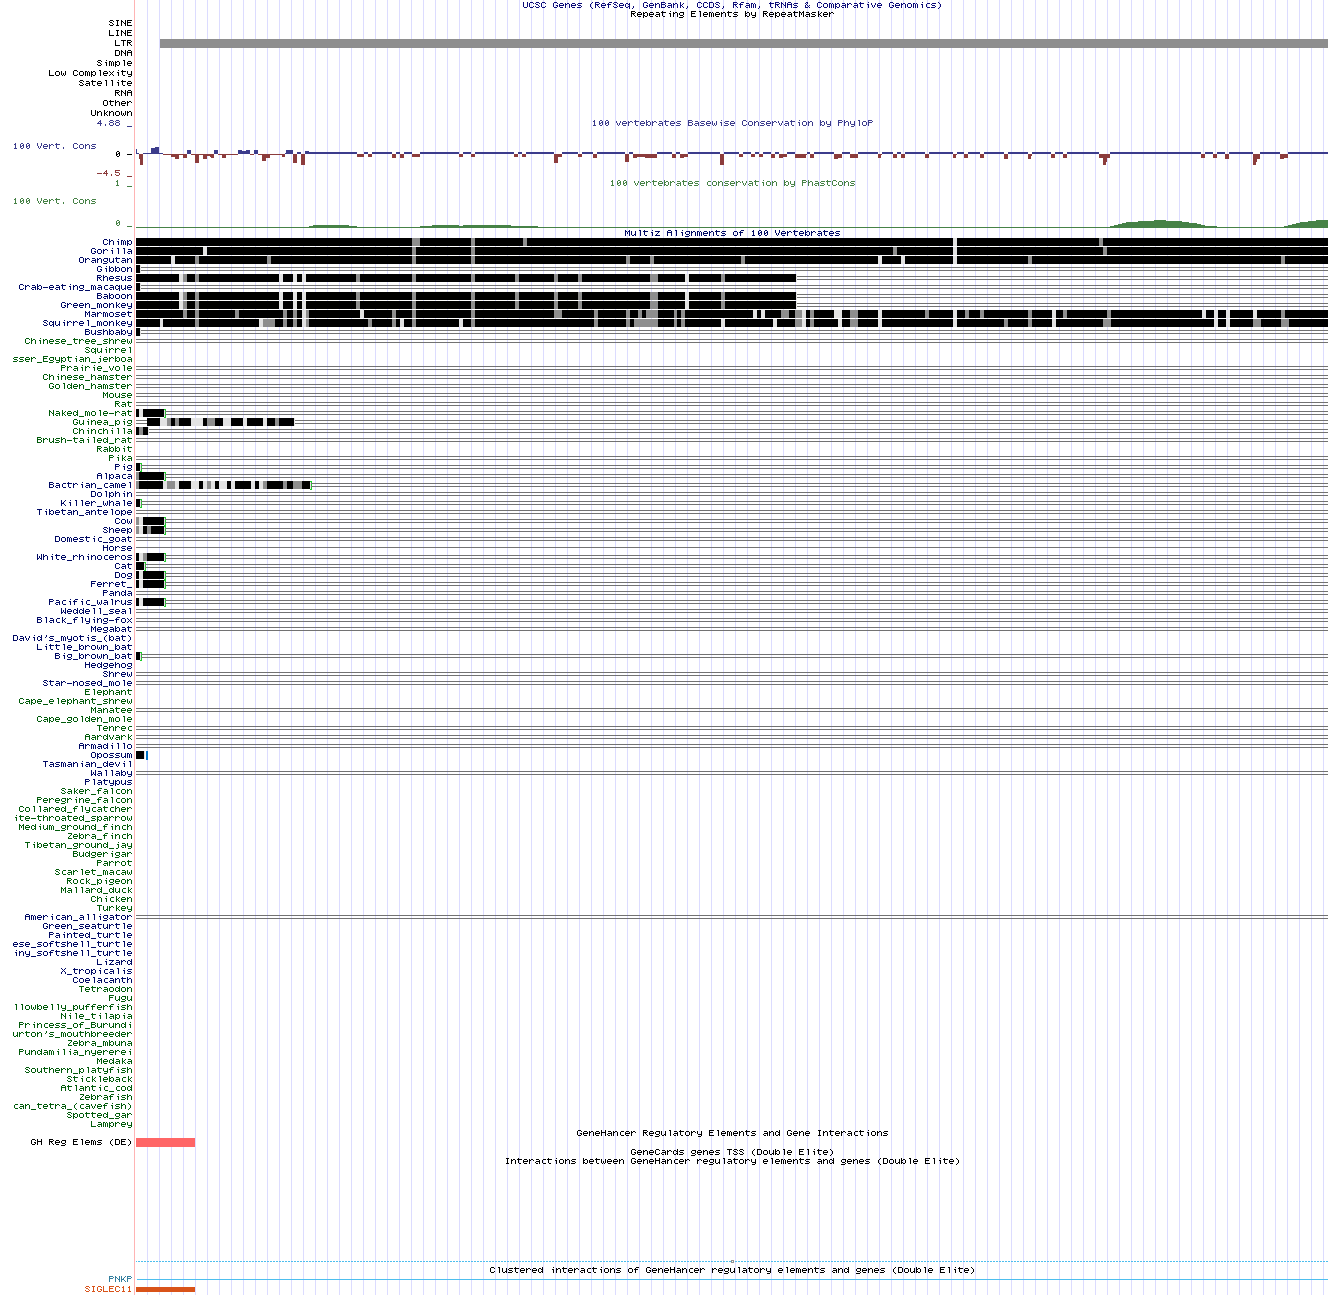 UCSC Genes (RefSeq, GenBank, CCDS, Rfam, tRNAs & Comparative Genomics)
Repeating Elements by RepeatMasker
SINE
LINE
LTR
DNA
Simple
Low Complexity
Satellite
RNA
Other
Unknown
4.88 _
100 vertebrates Basewise Conservation by PhyloP
100 Vert. Cons
0 _
-4.5 _
1 _
100 vertebrates conservation by PhastCons
100 Vert. Cons
0 _
Multiz Alignments of 100 Vertebrates
Chimp
Gorilla
Orangutan
Gibbon
Rhesus
Crab-eating_macaque
Baboon
Green_monkey
Marmoset
Squirrel_monkey
Bushbaby
Chinese_tree_shrew
Squirrel
sser_Egyptian_jerboa
Prairie_vole
Chinese_hamster
Golden_hamster
Mouse
Rat
Naked_mole-rat
Guinea_pig
Chinchilla
Brush-tailed_rat
Rabbit
Pika
Pig
Alpaca
Bactrian_camel
Dolphin
Killer_whale
Tibetan_antelope
Cow
Sheep
Domestic_goat
Horse
White_rhinoceros
Cat
Dog
Ferret_
Panda
Pacific_walrus
Weddell_seal
Black_flying-fox
Megabat
David's_myotis_(bat)
Little_brown_bat
Big_brown_bat
Hedgehog
Shrew
Star-nosed_mole
Elephant
Cape_elephant_shrew
Manatee
Cape_golden_mole
Tenrec
Aardvark
Armadillo
Opossum
Tasmanian_devil
Wallaby
Platypus
Saker_falcon
Peregrine_falcon
Collared_flycatcher
ite-throated_sparrow
Medium_ground_finch
Zebra_finch
Tibetan_ground_jay
Budgerigar
Parrot
Scarlet_macaw
Rock_pigeon
Mallard_duck
Chicken
Turkey
American_alligator
Green_seaturtle
Painted_turtle
ese_softshell_turtle
iny_softshell_turtle
Lizard
X_tropicalis
Coelacanth
Tetraodon
Fugu
llowbelly_pufferfish
Nile_tilapia
Princess_of_Burundi
urton's_mouthbreeder
Zebra_mbuna
Pundamilia_nyererei
Medaka
Southern_platyfish
Stickleback
Atlantic_cod
Zebrafish
can_tetra_(cavefish)
Spotted_gar
Lamprey
GeneHancer Regulatory Elements and Gene Interactions
GH Reg Elems (DE)
GeneCards genes TSS (Double Elite)
Interactions between GeneHancer regulatory elements and genes (Double Elite)
Clustered interactions of GeneHancer regulatory elements and genes (Double Elite)
PNKP
SIGLEC11